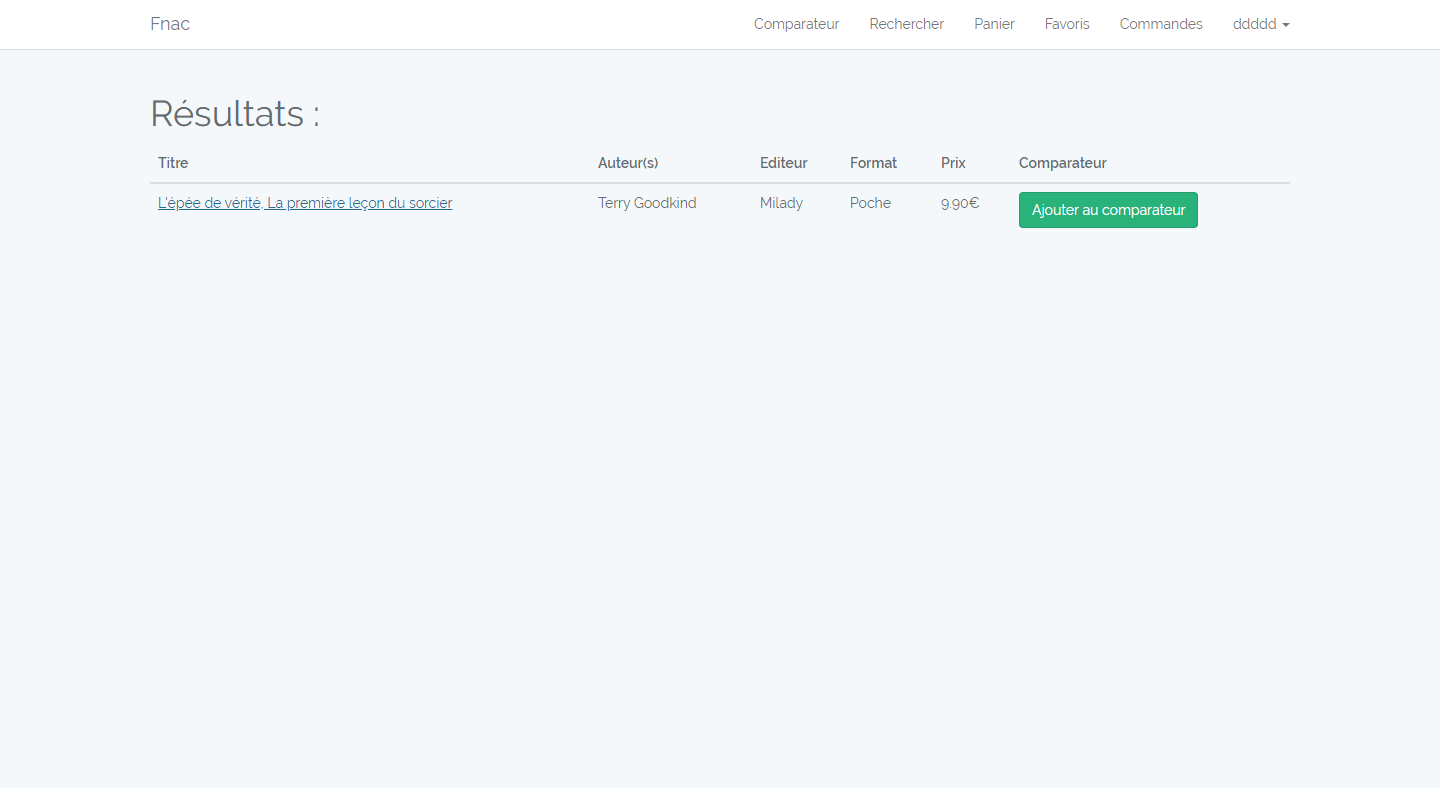 Fnac Comparateur Rechercher Panier Favoris Commandes ddddd
Résultats :
Titre Auteur(s) Editeur Format Prix Comparateur
L'épée de vérité, La première leçon du sorcier Terry Goodkind Milady Poche 9.90€ Ajouter au comparateur